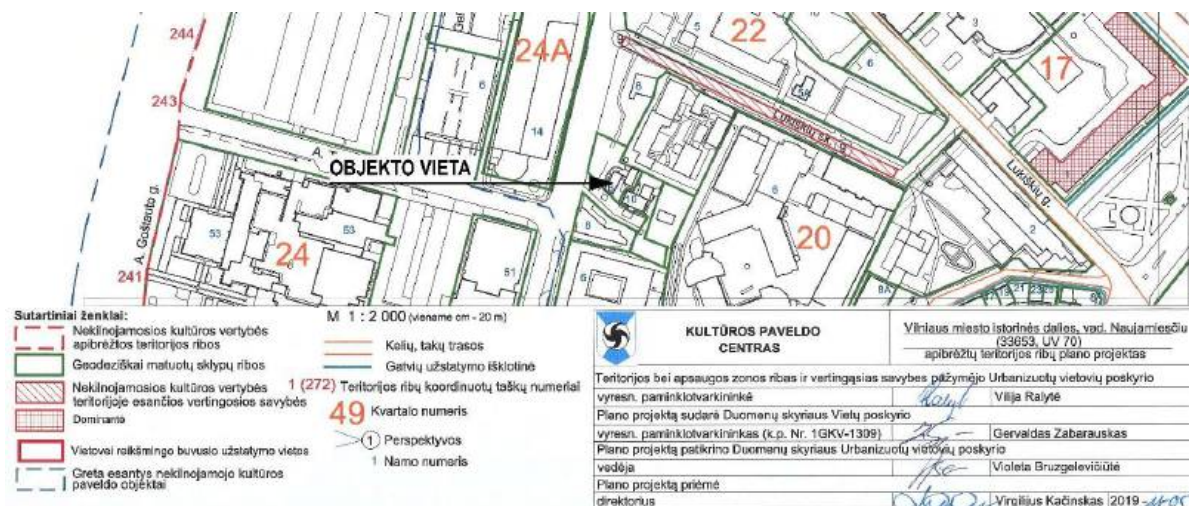 244
24A
22
17
243
14
OBJEKTO VIETA
Lukiškių sk. g.
Lukiškių g.
A. Goštauto g.
53
53
24
20
241
51
8A
Sutartiniai ženklai:
Nekilnojamosios kultūros vertybės
apibrėžtos teritorijos ribos
Geodeziškai matuotų sklypų ribos
Nekilnojamosios kultūros vertybės
teritorijoje esančios vertingosios savybės
Dominantė
Vietovei reikšmingo buvusio užstatymo vietos
Greta esantys nekilnojamojo kultūros
paveldo objektai
M 1 : 2 000 (viename cm - 20 m)
Kelių, takų trasos
Gatvių užstatymo išklotinė
1 (272) Teritorijos ribų koordinuotų taškų numeriai
49 Kvartalo numeris
1 Perspektyvos
1 Namo numeris
KULTŪROS PAVELDO
CENTRAS
Vilniaus miesto istorinės dalies, vad. Naujamiesčiu
(33653, UV 70)
apibrėžtų teritorijos ribų plano projektas
Teritorijos bei apsaugos zonos ribas ir vertingąsias savybes pažymėjo Urbanizuotų vietovių poskyrio
vyresn. paminklotvarkininkė Vilija Ralytė
Plano projektą sudarė Duomenų skyriaus Vietų poskyrio
vyresn. paminklotvarkininkas (k.p. Nr. 1GKV-1309) Gervaldas Zabarauskas
Plano projektą patikrino Duomenų skyriaus Urbanizuotų vietovių poskyrio
vedėja Violeta Bruzgelevičiūtė
Plano projektą priėmė
direktorius Virgilijus Kačinskas 2019 -